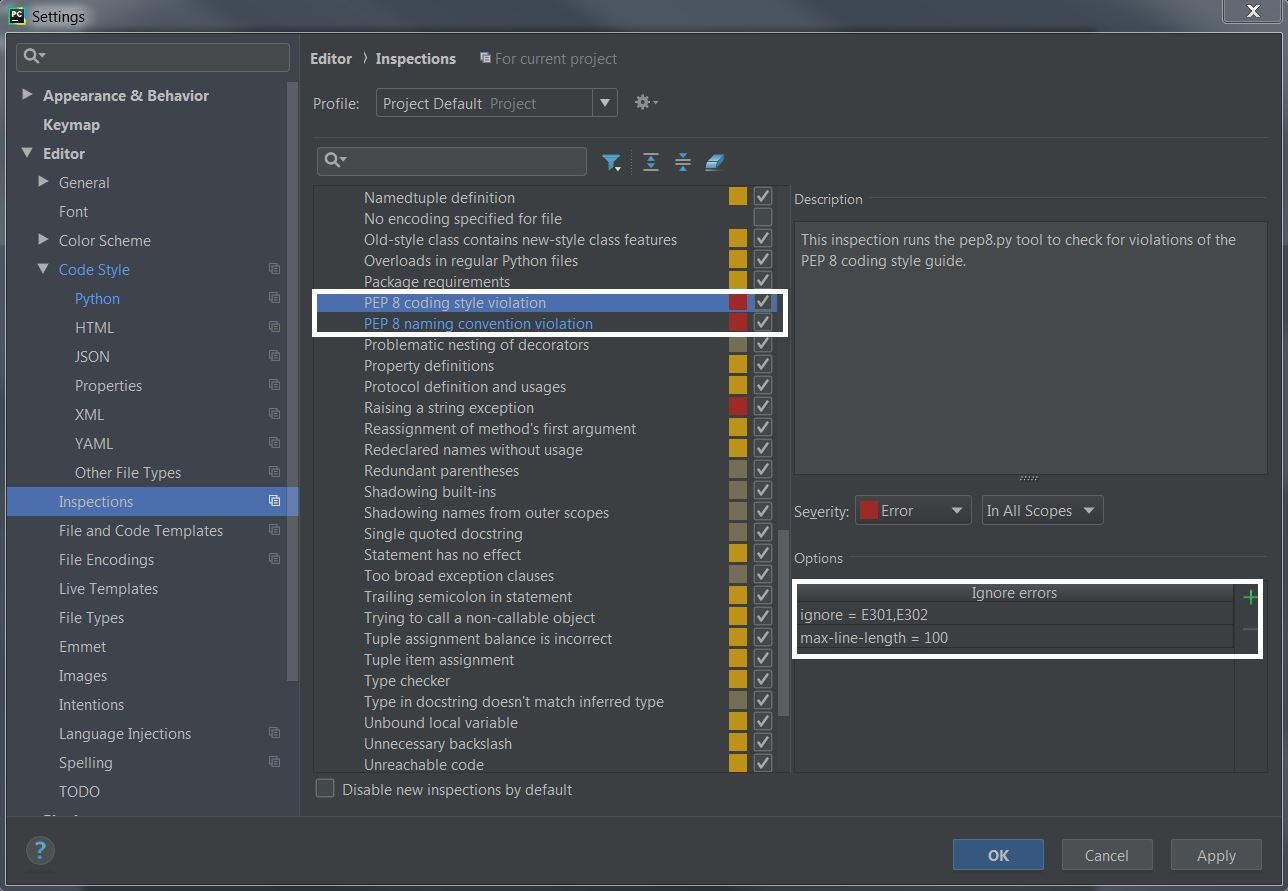 PC Settings
Appearance & Behavior
Keymap
Editor
General
Font
Color Scheme
Code Style
Python
HTML
JSON
Properties
XML
YAML
Other File Types
Inspections
File and Code Templates
File Encodings
Live Templates
File Types
Emmet
Images
Intentions
Language Injections
Spelling
TODO
?
Editor › Inspections For current project
Profile: Project Default Project
Namedtuple definition
No encoding specified for file
Old-style class contains new-style class features
Overloads in regular Python files
Package requirements
PEP 8 coding style violation
PEP 8 naming convention violation
Problematic nesting of decorators
Property definitions
Protocol definition and usages
Raising a string exception
Reassignment of method's first argument
Redeclared names without usage
Redundant parentheses
Shadowing built-ins
Shadowing names from outer scopes
Single quoted docstring
Statement has no effect
Too broad exception clauses
Trailing semicolon in statement
Trying to call a non-callable object
Tuple assignment balance is incorrect
Tuple item assignment
Type checker
Type in docstring doesn't match inferred type
Unbound local variable
Unnecessary backslash
Unreachable code
Disable new inspections by default
Description
This inspection runs the pep8.py tool to check for violations of the
PEP 8 coding style guide.
Severity: Error In All Scopes
Options
Ignore errors
ignore = E301,E302
max-line-length = 100
OK Cancel Apply